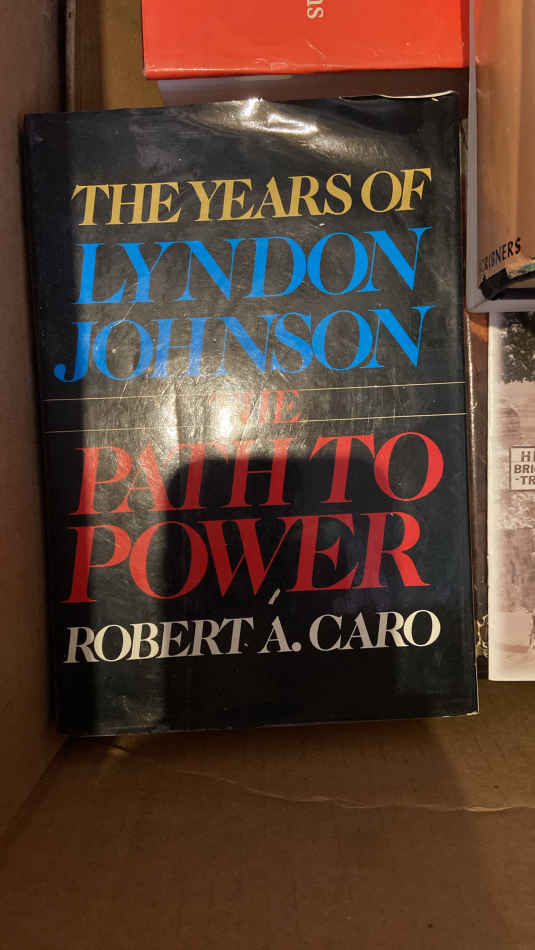 THE YEARS OF
LYNDON
JOHNSON
THE
PATH TO
POWER
ROBERT A. CARO